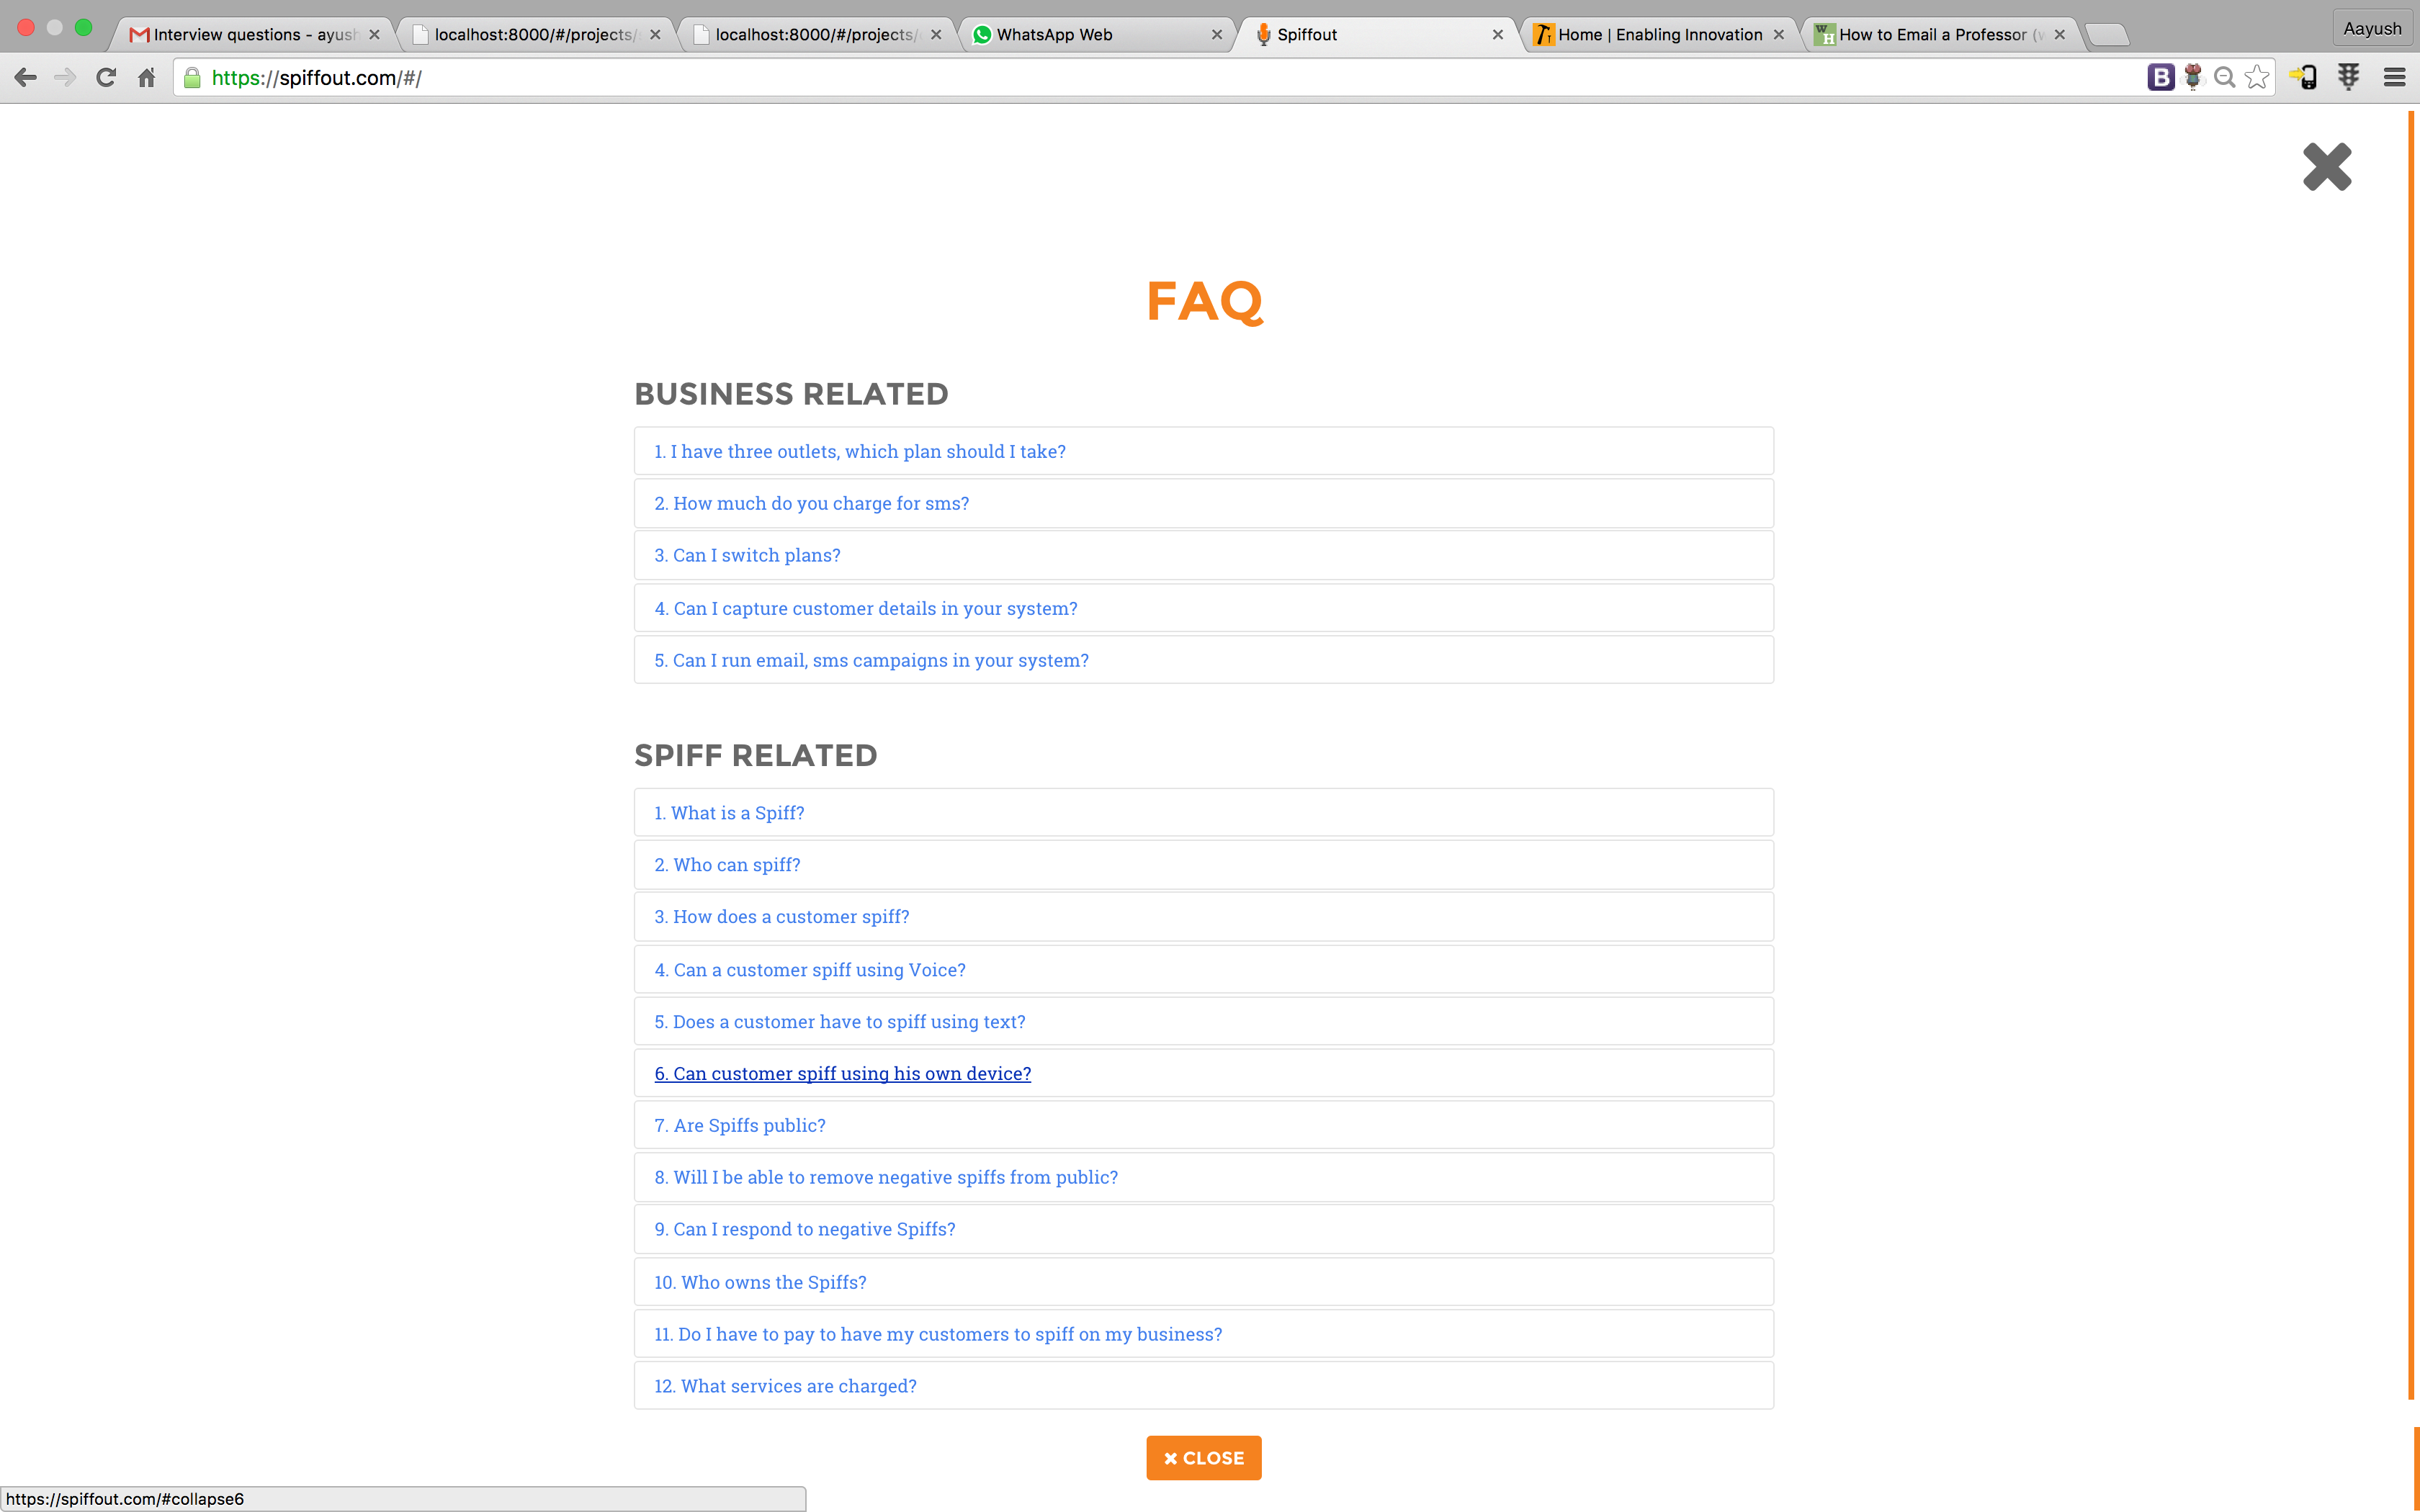 Interview questions - ayush
localhost:8000/#/projects/
localhost:8000/#/projects/
WhatsApp Web
Spiffout
Home | Enabling Innovation
How to Email a Professor (w
Aayush
https://spiffout.com/#/
FAQ
BUSINESS RELATED
1. I have three outlets, which plan should I take?
2. How much do you charge for sms?
3. Can I switch plans?
4. Can I capture customer details in your system?
5. Can I run email, sms campaigns in your system?
SPIFF RELATED
1. What is a Spiff?
2. Who can spiff?
3. How does a customer spiff?
4. Can a customer spiff using Voice?
5. Does a customer have to spiff using text?
6. Can customer spiff using his own device?
7. Are Spiffs public?
8. Will I be able to remove negative spiffs from public?
9. Can I respond to negative Spiffs?
10. Who owns the Spiffs?
11. Do I have to pay to have my customers to spiff on my business?
12. What services are charged?
CLOSE
https://spiffout.com/#collapse6